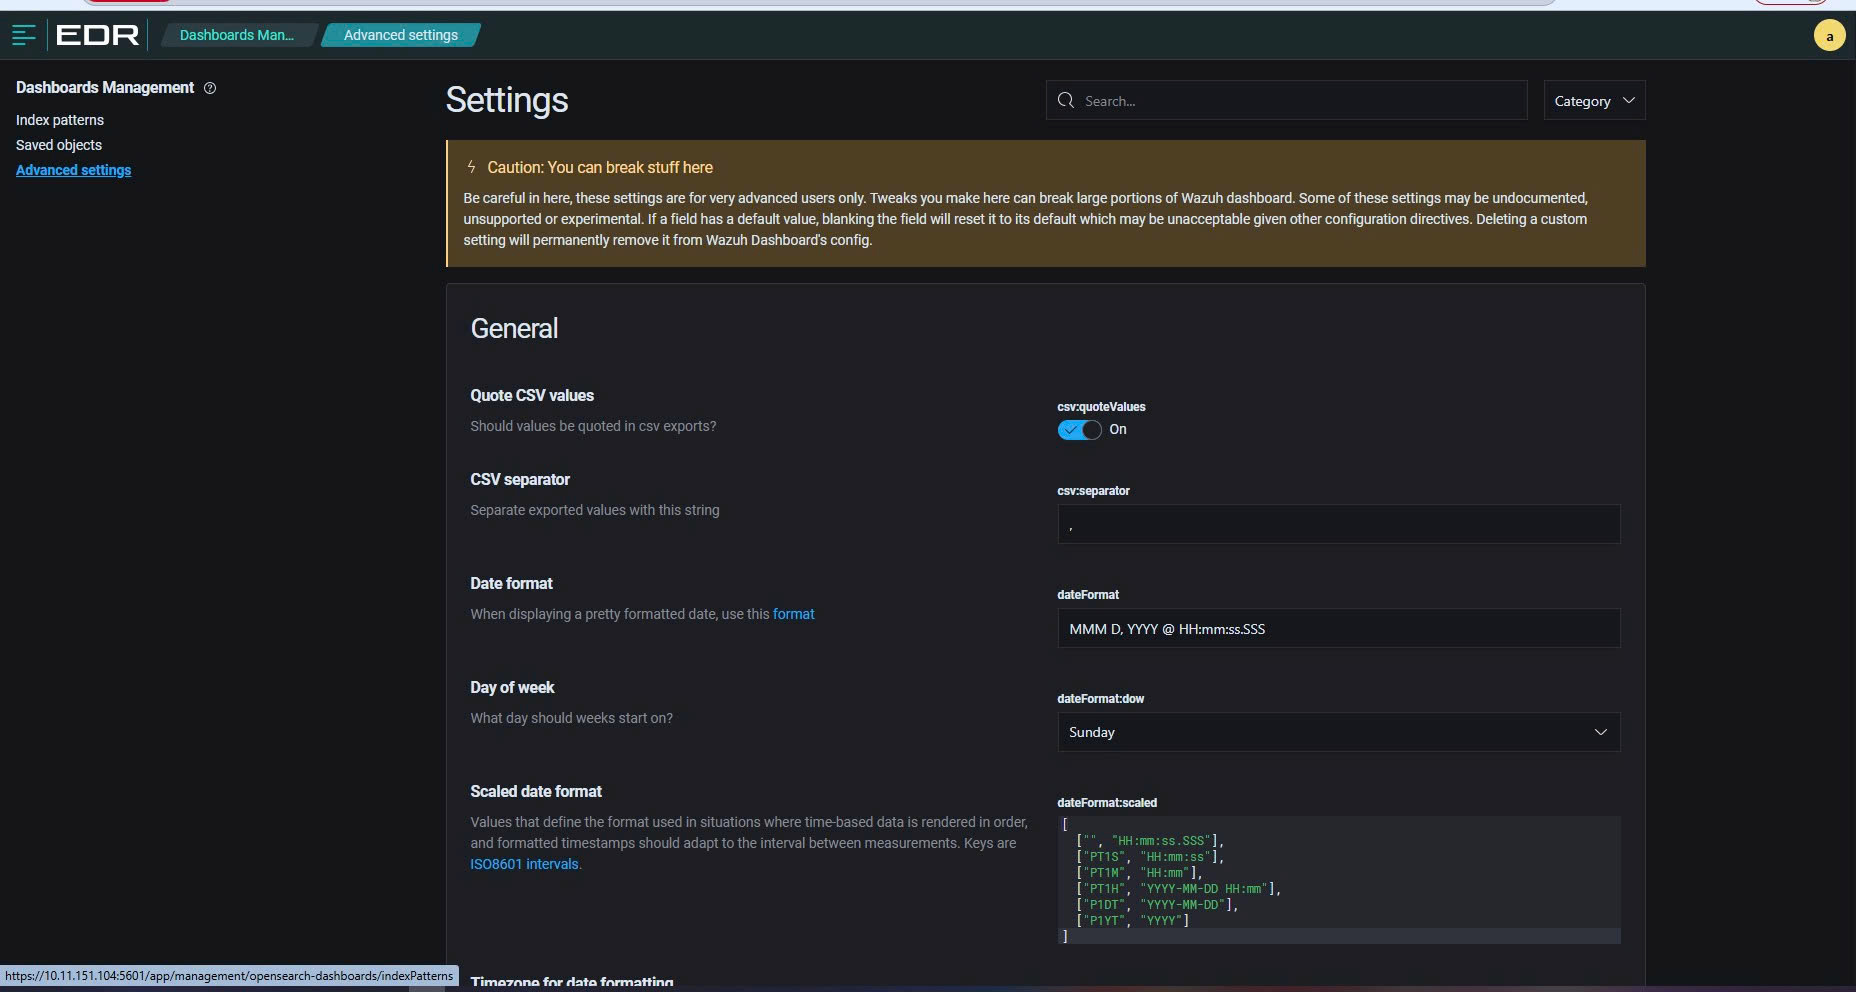 EDR
Dashboards Man...
Advanced settings
a
Dashboards Management
Index patterns
Saved objects
Advanced settings
Settings
Search...
Category
Caution: You can break stuff here
Be careful in here, these settings are for very advanced users only. Tweaks you make here can break large portions of Wazuh dashboard. Some of these settings may be undocumented,
unsupported or experimental. If a field has a default value, blanking the field will reset it to its default which may be unacceptable given other configuration directives. Deleting a custom
setting will permanently remove it from Wazuh Dashboard's config.
General
Quote CSV values
Should values be quoted in csv exports?
csv:quoteValues
On
CSV separator
Separate exported values with this string
csv:separator
,
Date format
When displaying a pretty formatted date, use this format
dateFormat
MMM D, YYYY @ HH:mm:ss.SSS
Day of week
What day should weeks start on?
dateFormat:dow
Sunday
Scaled date format
Values that define the format used in situations where time-based data is rendered in order,
and formatted timestamps should adapt to the interval between measurements. Keys are
ISO8601 intervals.
dateFormat:scaled
[
["", "HH:mm:ss.SSS"],
["PT1S", "HH:mm:ss"],
["PT1M", "HH:mm"],
["PT1H", "YYYY-MM-DD HH:mm"],
["P1DT", "YYYY-MM-DD"],
["P1YT", "YYYY"]
]
Timezone for date formatting
https://10.11.151.104:5601/app/management/opensearch-dashboards/indexPatterns